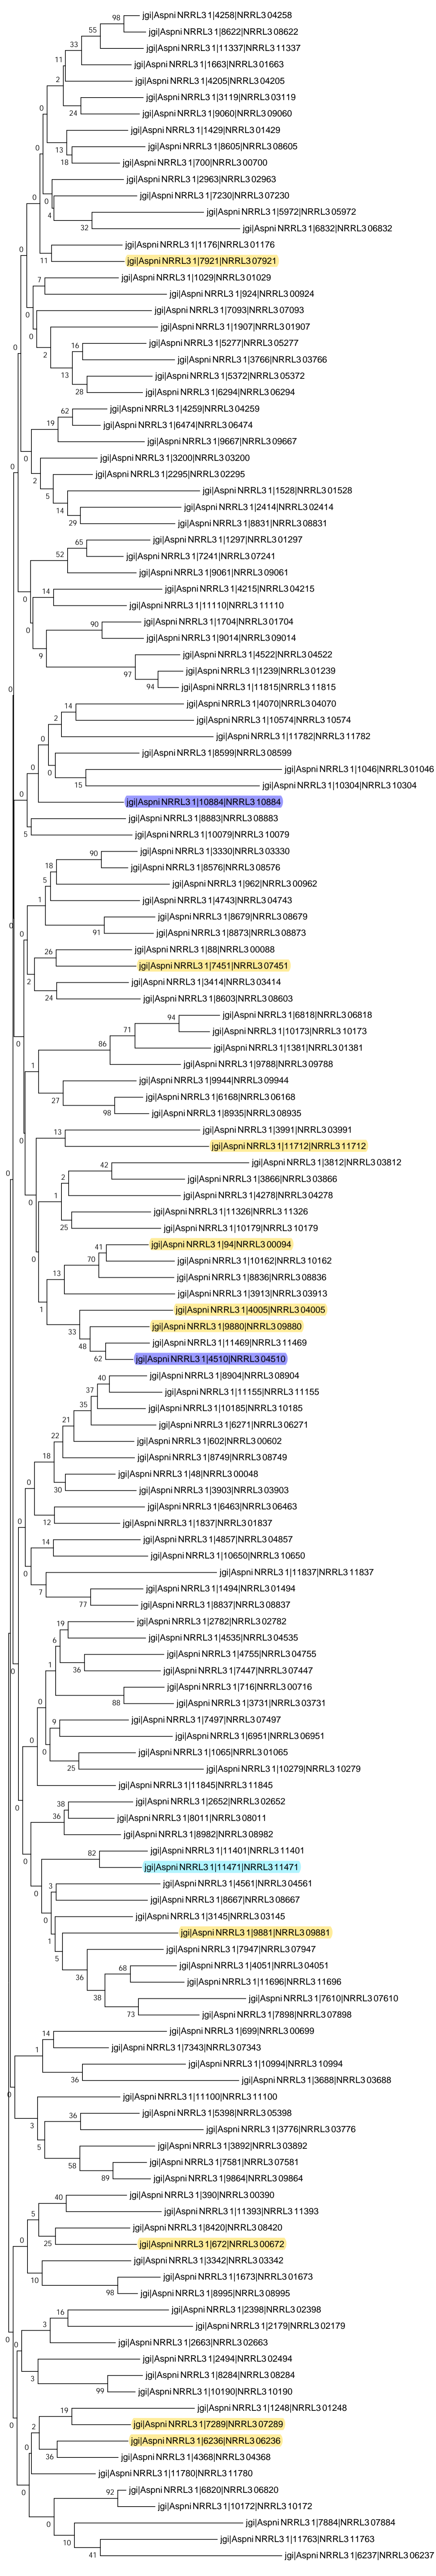 jgi|Aspni NRRL3 1|4258|NRRL3 04258
jgi|Aspni NRRL3 1|8622|NRRL3 08622
jgi|Aspni NRRL3 1|11337|NRRL3 11337
jgi|Aspni NRRL3 1|1663|NRRL3 01663
jgi|Aspni NRRL3 1|4205|NRRL3 04205
jgi|Aspni NRRL3 1|3119|NRRL3 03119
jgi|Aspni NRRL3 1|9060|NRRL3 09060
jgi|Aspni NRRL3 1|1429|NRRL3 01429
jgi|Aspni NRRL3 1|8605|NRRL3 08605
jgi|Aspni NRRL3 1|700|NRRL3 00700
jgi|Aspni NRRL3 1|2963|NRRL3 02963
jgi|Aspni NRRL3 1|7230|NRRL3 07230
jgi|Aspni NRRL3 1|5972|NRRL3 05972
jgi|Aspni NRRL3 1|6832|NRRL3 06832
jgi|Aspni NRRL3 1|1176|NRRL3 01176
jgi|Aspni NRRL3 1|7921|NRRL3 07921
jgi|Aspni NRRL3 1|1029|NRRL3 01029
jgi|Aspni NRRL3 1|924|NRRL3 00924
jgi|Aspni NRRL3 1|7093|NRRL3 07093
jgi|Aspni NRRL3 1|1907|NRRL3 01907
jgi|Aspni NRRL3 1|5277|NRRL3 05277
jgi|Aspni NRRL3 1|3766|NRRL3 03766
jgi|Aspni NRRL3 1|5372|NRRL3 05372
jgi|Aspni NRRL3 1|6294|NRRL3 06294
jgi|Aspni NRRL3 1|4259|NRRL3 04259
jgi|Aspni NRRL3 1|6474|NRRL3 06474
jgi|Aspni NRRL3 1|9667|NRRL3 09667
jgi|Aspni NRRL3 1|3200|NRRL3 03200
jgi|Aspni NRRL3 1|2295|NRRL3 02295
jgi|Aspni NRRL3 1|1528|NRRL3 01528
jgi|Aspni NRRL3 1|2414|NRRL3 02414
jgi|Aspni NRRL3 1|8831|NRRL3 08831
jgi|Aspni NRRL3 1|1297|NRRL3 01297
jgi|Aspni NRRL3 1|7241|NRRL3 07241
jgi|Aspni NRRL3 1|9061|NRRL3 09061
jgi|Aspni NRRL3 1|4215|NRRL3 04215
jgi|Aspni NRRL3 1|11110|NRRL3 11110
jgi|Aspni NRRL3 1|1704|NRRL3 01704
jgi|Aspni NRRL3 1|9014|NRRL3 09014
jgi|Aspni NRRL3 1|4522|NRRL3 04522
jgi|Aspni NRRL3 1|1239|NRRL3 01239
jgi|Aspni NRRL3 1|11815|NRRL3 11815
jgi|Aspni NRRL3 1|4070|NRRL3 04070
jgi|Aspni NRRL3 1|10574|NRRL3 10574
jgi|Aspni NRRL3 1|11782|NRRL3 11782
jgi|Aspni NRRL3 1|8599|NRRL3 08599
jgi|Aspni NRRL3 1|1046|NRRL3 01046
jgi|Aspni NRRL3 1|10304|NRRL3 10304
jgi|Aspni NRRL3 1|10884|NRRL3 10884
jgi|Aspni NRRL3 1|8883|NRRL3 08883
jgi|Aspni NRRL3 1|10079|NRRL3 10079
jgi|Aspni NRRL3 1|3330|NRRL3 03330
jgi|Aspni NRRL3 1|8576|NRRL3 08576
jgi|Aspni NRRL3 1|962|NRRL3 00962
jgi|Aspni NRRL3 1|4743|NRRL3 04743
jgi|Aspni NRRL3 1|8679|NRRL3 08679
jgi|Aspni NRRL3 1|8873|NRRL3 08873
jgi|Aspni NRRL3 1|88|NRRL3 00088
jgi|Aspni NRRL3 1|7451|NRRL3 07451
jgi|Aspni NRRL3 1|3414|NRRL3 03414
jgi|Aspni NRRL3 1|8603|NRRL3 08603
jgi|Aspni NRRL3 1|6818|NRRL3 06818
jgi|Aspni NRRL3 1|10173|NRRL3 10173
jgi|Aspni NRRL3 1|1381|NRRL3 01381
jgi|Aspni NRRL3 1|9788|NRRL3 09788
jgi|Aspni NRRL3 1|9944|NRRL3 09944
jgi|Aspni NRRL3 1|6168|NRRL3 06168
jgi|Aspni NRRL3 1|8935|NRRL3 08935
jgi|Aspni NRRL3 1|3991|NRRL3 03991
jgi|Aspni NRRL3 1|11712|NRRL3 11712
jgi|Aspni NRRL3 1|3812|NRRL3 03812
jgi|Aspni NRRL3 1|3866|NRRL3 03866
jgi|Aspni NRRL3 1|4278|NRRL3 04278
jgi|Aspni NRRL3 1|11326|NRRL3 11326
jgi|Aspni NRRL3 1|10179|NRRL3 10179
jgi|Aspni NRRL3 1|94|NRRL3 00094
jgi|Aspni NRRL3 1|10162|NRRL3 10162
jgi|Aspni NRRL3 1|8836|NRRL3 08836
jgi|Aspni NRRL3 1|3913|NRRL3 03913
jgi|Aspni NRRL3 1|4005|NRRL3 04005
jgi|Aspni NRRL3 1|9880|NRRL3 09880
jgi|Aspni NRRL3 1|11469|NRRL3 11469
jgi|Aspni NRRL3 1|4510|NRRL3 04510
jgi|Aspni NRRL3 1|8904|NRRL3 08904
jgi|Aspni NRRL3 1|11155|NRRL3 11155
jgi|Aspni NRRL3 1|10185|NRRL3 10185
jgi|Aspni NRRL3 1|6271|NRRL3 06271
jgi|Aspni NRRL3 1|602|NRRL3 00602
jgi|Aspni NRRL3 1|8749|NRRL3 08749
jgi|Aspni NRRL3 1|48|NRRL3 00048
jgi|Aspni NRRL3 1|3903|NRRL3 03903
jgi|Aspni NRRL3 1|6463|NRRL3 06463
jgi|Aspni NRRL3 1|1837|NRRL3 01837
jgi|Aspni NRRL3 1|4857|NRRL3 04857
jgi|Aspni NRRL3 1|10650|NRRL3 10650
jgi|Aspni NRRL3 1|11837|NRRL3 11837
jgi|Aspni NRRL3 1|1494|NRRL3 01494
jgi|Aspni NRRL3 1|8837|NRRL3 08837
jgi|Aspni NRRL3 1|2782|NRRL3 02782
jgi|Aspni NRRL3 1|4535|NRRL3 04535
jgi|Aspni NRRL3 1|4755|NRRL3 04755
jgi|Aspni NRRL3 1|7447|NRRL3 07447
jgi|Aspni NRRL3 1|716|NRRL3 00716
jgi|Aspni NRRL3 1|3731|NRRL3 03731
jgi|Aspni NRRL3 1|7497|NRRL3 07497
jgi|Aspni NRRL3 1|6951|NRRL3 06951
jgi|Aspni NRRL3 1|1065|NRRL3 01065
jgi|Aspni NRRL3 1|10279|NRRL3 10279
jgi|Aspni NRRL3 1|11845|NRRL3 11845
jgi|Aspni NRRL3 1|2652|NRRL3 02652
jgi|Aspni NRRL3 1|8011|NRRL3 08011
jgi|Aspni NRRL3 1|8982|NRRL3 08982
jgi|Aspni NRRL3 1|11401|NRRL3 11401
jgi|Aspni NRRL3 1|11471|NRRL3 11471
jgi|Aspni NRRL3 1|4561|NRRL3 04561
jgi|Aspni NRRL3 1|8667|NRRL3 08667
jgi|Aspni NRRL3 1|3145|NRRL3 03145
jgi|Aspni NRRL3 1|9881|NRRL3 09881
jgi|Aspni NRRL3 1|7947|NRRL3 07947
jgi|Aspni NRRL3 1|4051|NRRL3 04051
jgi|Aspni NRRL3 1|11696|NRRL3 11696
jgi|Aspni NRRL3 1|7610|NRRL3 07610
jgi|Aspni NRRL3 1|7898|NRRL3 07898
jgi|Aspni NRRL3 1|699|NRRL3 00699
jgi|Aspni NRRL3 1|7343|NRRL3 07343
jgi|Aspni NRRL3 1|10994|NRRL3 10994
jgi|Aspni NRRL3 1|3688|NRRL3 03688
jgi|Aspni NRRL3 1|11100|NRRL3 11100
jgi|Aspni NRRL3 1|5398|NRRL3 05398
jgi|Aspni NRRL3 1|3776|NRRL3 03776
jgi|Aspni NRRL3 1|3892|NRRL3 03892
jgi|Aspni NRRL3 1|7581|NRRL3 07581
jgi|Aspni NRRL3 1|9864|NRRL3 09864
jgi|Aspni NRRL3 1|390|NRRL3 00390
jgi|Aspni NRRL3 1|11393|NRRL3 11393
jgi|Aspni NRRL3 1|8420|NRRL3 08420
jgi|Aspni NRRL3 1|672|NRRL3 00672
jgi|Aspni NRRL3 1|3342|NRRL3 03342
jgi|Aspni NRRL3 1|1673|NRRL3 01673
jgi|Aspni NRRL3 1|8995|NRRL3 08995
jgi|Aspni NRRL3 1|2398|NRRL3 02398
jgi|Aspni NRRL3 1|2179|NRRL3 02179
jgi|Aspni NRRL3 1|2663|NRRL3 02663
jgi|Aspni NRRL3 1|2494|NRRL3 02494
jgi|Aspni NRRL3 1|8284|NRRL3 08284
jgi|Aspni NRRL3 1|10190|NRRL3 10190
jgi|Aspni NRRL3 1|1248|NRRL3 01248
jgi|Aspni NRRL3 1|7289|NRRL3 07289
jgi|Aspni NRRL3 1|6236|NRRL3 06236
jgi|Aspni NRRL3 1|4368|NRRL3 04368
jgi|Aspni NRRL3 1|11780|NRRL3 11780
jgi|Aspni NRRL3 1|6820|NRRL3 06820
jgi|Aspni NRRL3 1|10172|NRRL3 10172
jgi|Aspni NRRL3 1|7884|NRRL3 07884
jgi|Aspni NRRL3 1|11763|NRRL3 11763
jgi|Aspni NRRL3 1|6237|NRRL3 06237